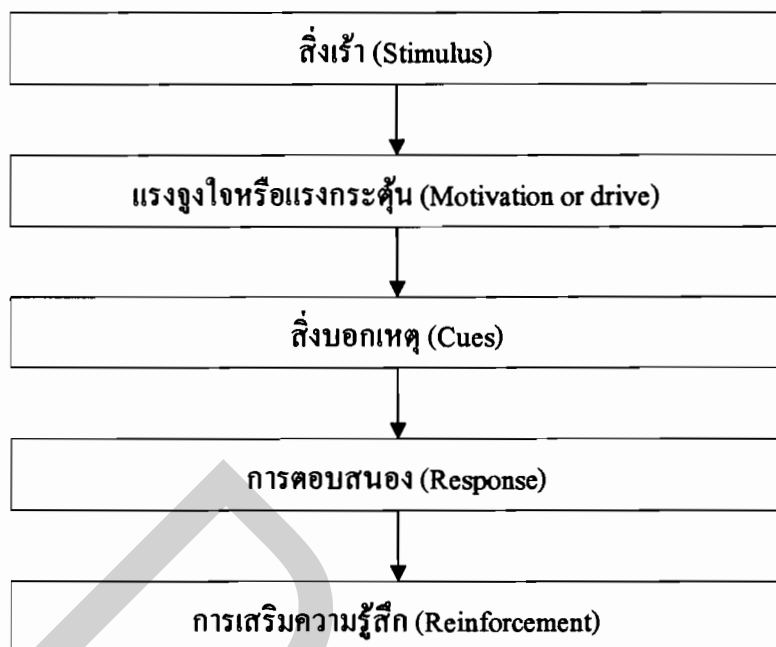 สิ่งเร้า (Stimulus)
แรงจูงใจหรือแรงกระตุ้น (Motivation or drive)
สิ่งบอกเหตุ (Cues)
การตอบสนอง (Response)
การเสริมความรู้สึก (Reinforcement)